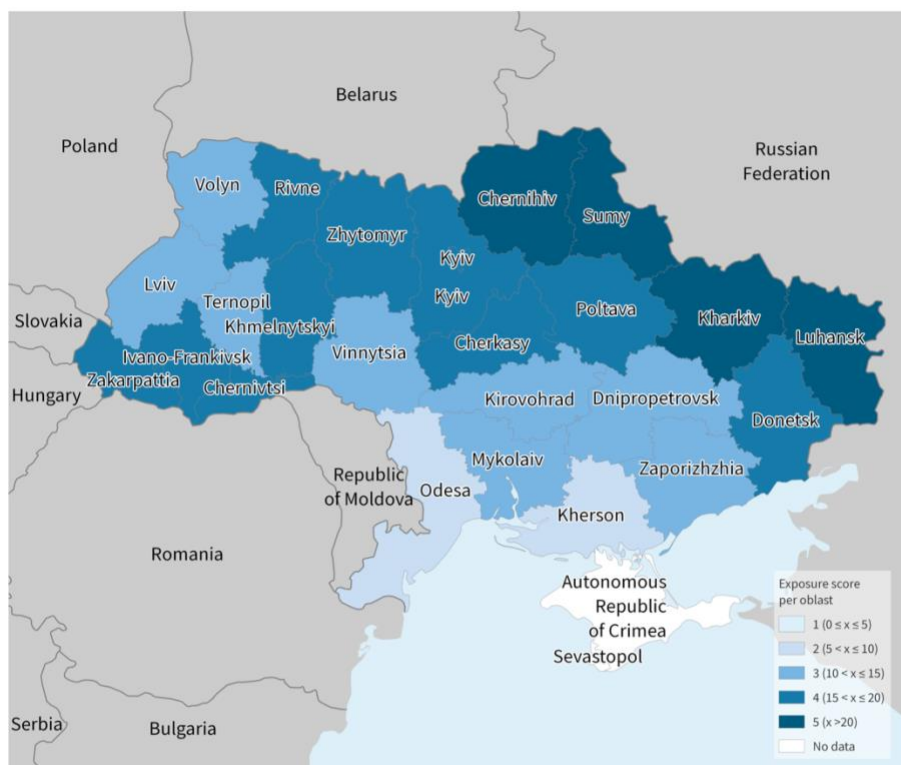 Belarus
Poland
Russian
Federation
Volyn
Rivne
Chernihiv
Zhytomyr
Sumy
Kyiv
Lviv
Ternopil
Kyiv
Poltava
Kharkiv
Slovakia
Khmelnytskyi
Luhansk
Ivano-Frankivsk
Vinnytsia
Cherkasy
Zakarpattia
Chernivtsi
Hungary
Kirovohrad
Dnipropetrovsk
Donetsk
Mykolaiv
Zaporizhzhia
Republic
of Moldova
Odesa
Kherson
Romania
Autonomous
Republic
of Crimea
Sevastopol
Serbia
Bulgaria
Exposure score
per oblast
1 (0 ≤ x ≤ 5)
2 (5 < x ≤ 10)
3 (10 < x ≤ 15)
4 (15 < x ≤ 20)
5 (x >20)
No data